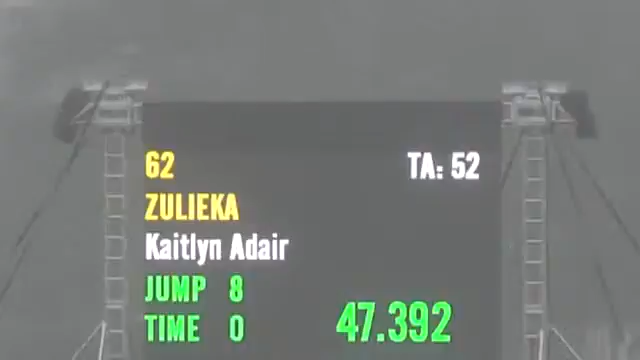 62 TA: 52
ZULIEKA
Kaitlyn Adair
JUMP 8
TIME 0 47.392